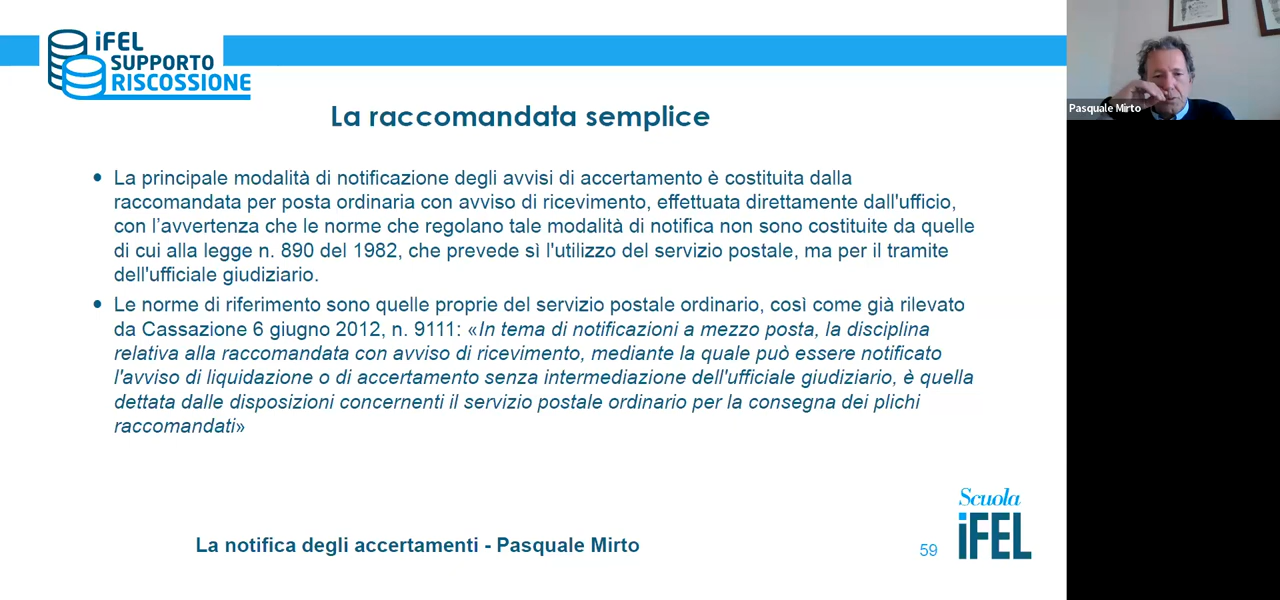 iFEL
SUPPORTO
RISCOSSIONE
La raccomandata semplice
• La principale modalità di notificazione degli avvisi di accertamento è costituita dalla
raccomandata per posta ordinaria con avviso di ricevimento, effettuata direttamente dall'ufficio,
con l’avvertenza che le norme che regolano tale modalità di notifica non sono costituite da quelle
di cui alla legge n. 890 del 1982, che prevede sì l'utilizzo del servizio postale, ma per il tramite
dell'ufficiale giudiziario.
• Le norme di riferimento sono quelle proprie del servizio postale ordinario, così come già rilevato
da Cassazione 6 giugno 2012, n. 9111: «In tema di notificazioni a mezzo posta, la disciplina
relativa alla raccomandata con avviso di ricevimento, mediante la quale può essere notificato
l'avviso di liquidazione o di accertamento senza intermediazione dell'ufficiale giudiziario, è quella
dettata dalle disposizioni concernenti il servizio postale ordinario per la consegna dei plichi
raccomandati»
La notifica degli accertamenti - Pasquale Mirto
59
Scuola
iFEL
Pasquale Mirto